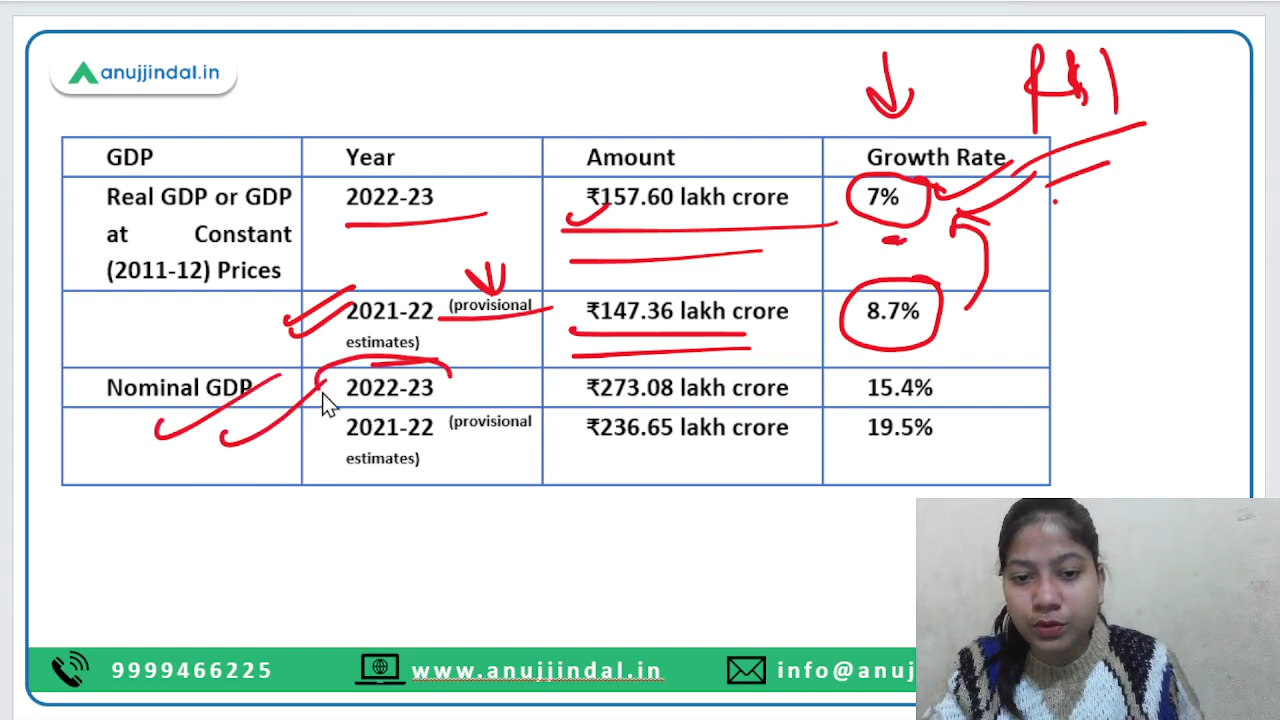 anujjindal.in
GDP Year Amount Growth Rate
Real GDP or GDP 2022-23 ₹157.60 lakh crore 7%
at Constant
(2011-12) Prices
2021-22 (provisional ₹147.36 lakh crore 8.7%
estimates)
Nominal GDP 2022-23 ₹273.08 lakh crore 15.4%
2021-22 (provisional ₹236.65 lakh crore 19.5%
estimates)
9999466225 www.anujjindal.in info@anuj